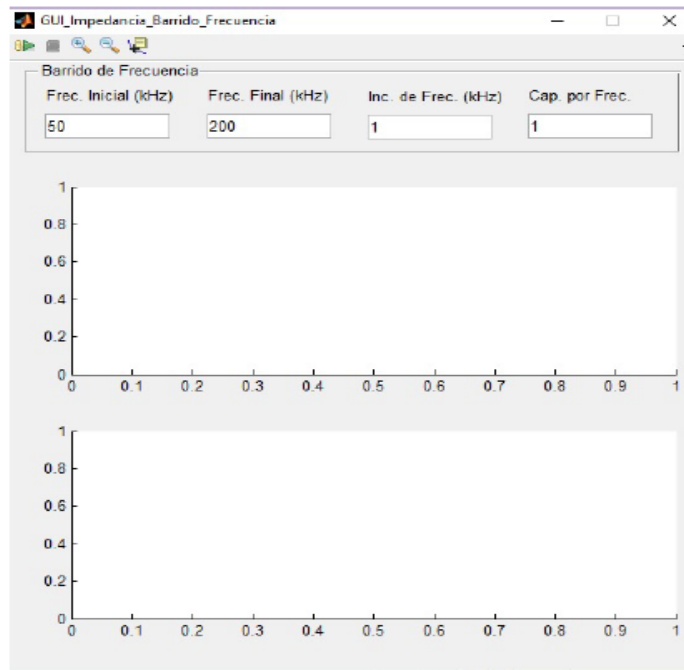 GUI_Impedancia_Barrido_Frecuencia
Barrido de Frecuencia
Frec. Inicial (kHz) Frec. Final (kHz) Inc. de Frec. (kHz) Cap. por Frec.
50 200 1 1
1
0.8
0.6
0.4
0.2
0
0 0.1 0.2 0.3 0.4 0.5 0.6 0.7 0.8 0.9 1
1
0.8
0.6
0.4
0.2
0
0 0.1 0.2 0.3 0.4 0.5 0.6 0.7 0.8 0.9 1